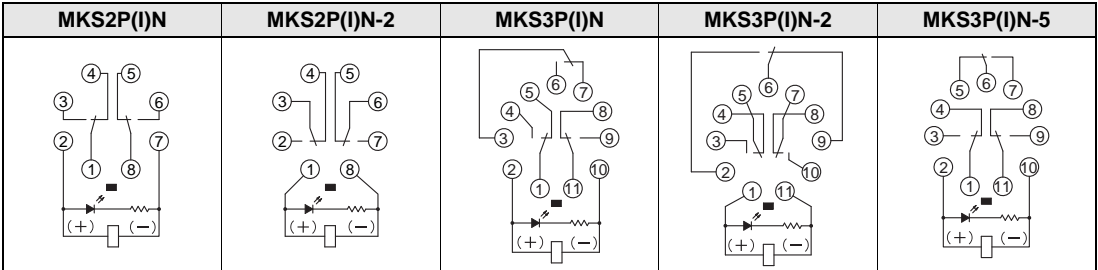 MKS2P(I)N MKS2P(I)N-2 MKS3P(I)N MKS3P(I)N-2 MKS3P(I)N-5
4 5 3 6 2 7 1 8 (+) (−)
4 5 3 6 2 7 1 8 (+) (−)
6 7 5 4 8 3 9 2 10 1 11 (+) (−)
6 5 7 4 8 3 9 2 10 1 11 (+) (−)
6 5 7 4 8 3 9 2 10 1 11 (+) (−)